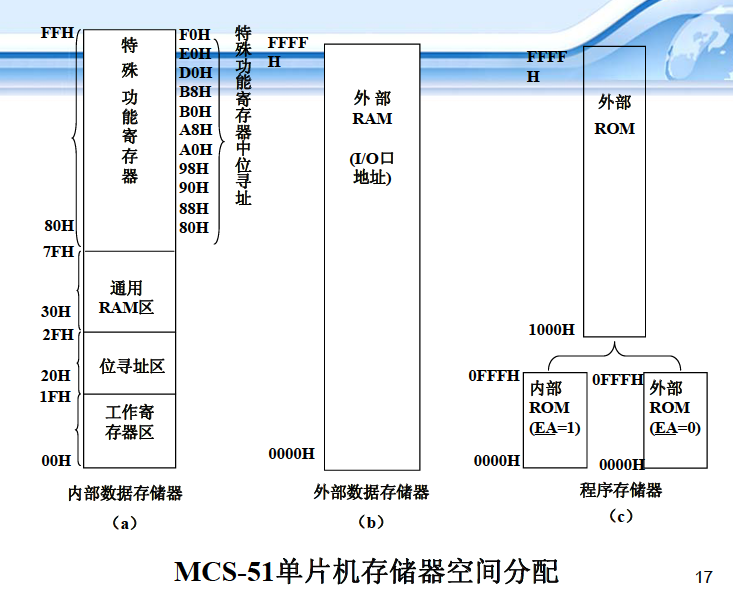 FFH
特
殊
功
能
寄
存
器
80H
F0H
E0H
D0H
B8H
B0H
A8H
A0H
98H
90H
88H
80H
特
殊
功
能
寄
存
器
中
位
寻
址
7FH
通用
RAM区
30H
2FH
位寻址区
20H
1FH
工作寄
存器区
00H
内部数据存储器
（a）
FFFF
H
外 部
RAM
(I/O口
地址)
0000H
外部数据存储器
（b）
FFFF
H
外部
ROM
1000H
0FFFH
内部
ROM
(EA=1)
0000H
0FFFH
外部
ROM
(EA=0)
0000H
程序存储器
（c）
MCS-51单片机存储器空间分配
17